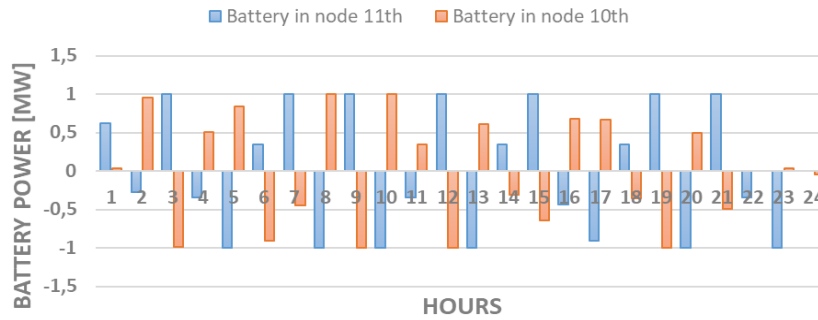 Battery in node 11th Battery in node 10th
BATTERY POWER [MW]
1,5
1
0,5
0
-0,5
-1
-1,5
1 2 3 4 5 6 7 8 9 10 11 12 13 14 15 16 17 18 19 20 21 22 23 24
HOURS